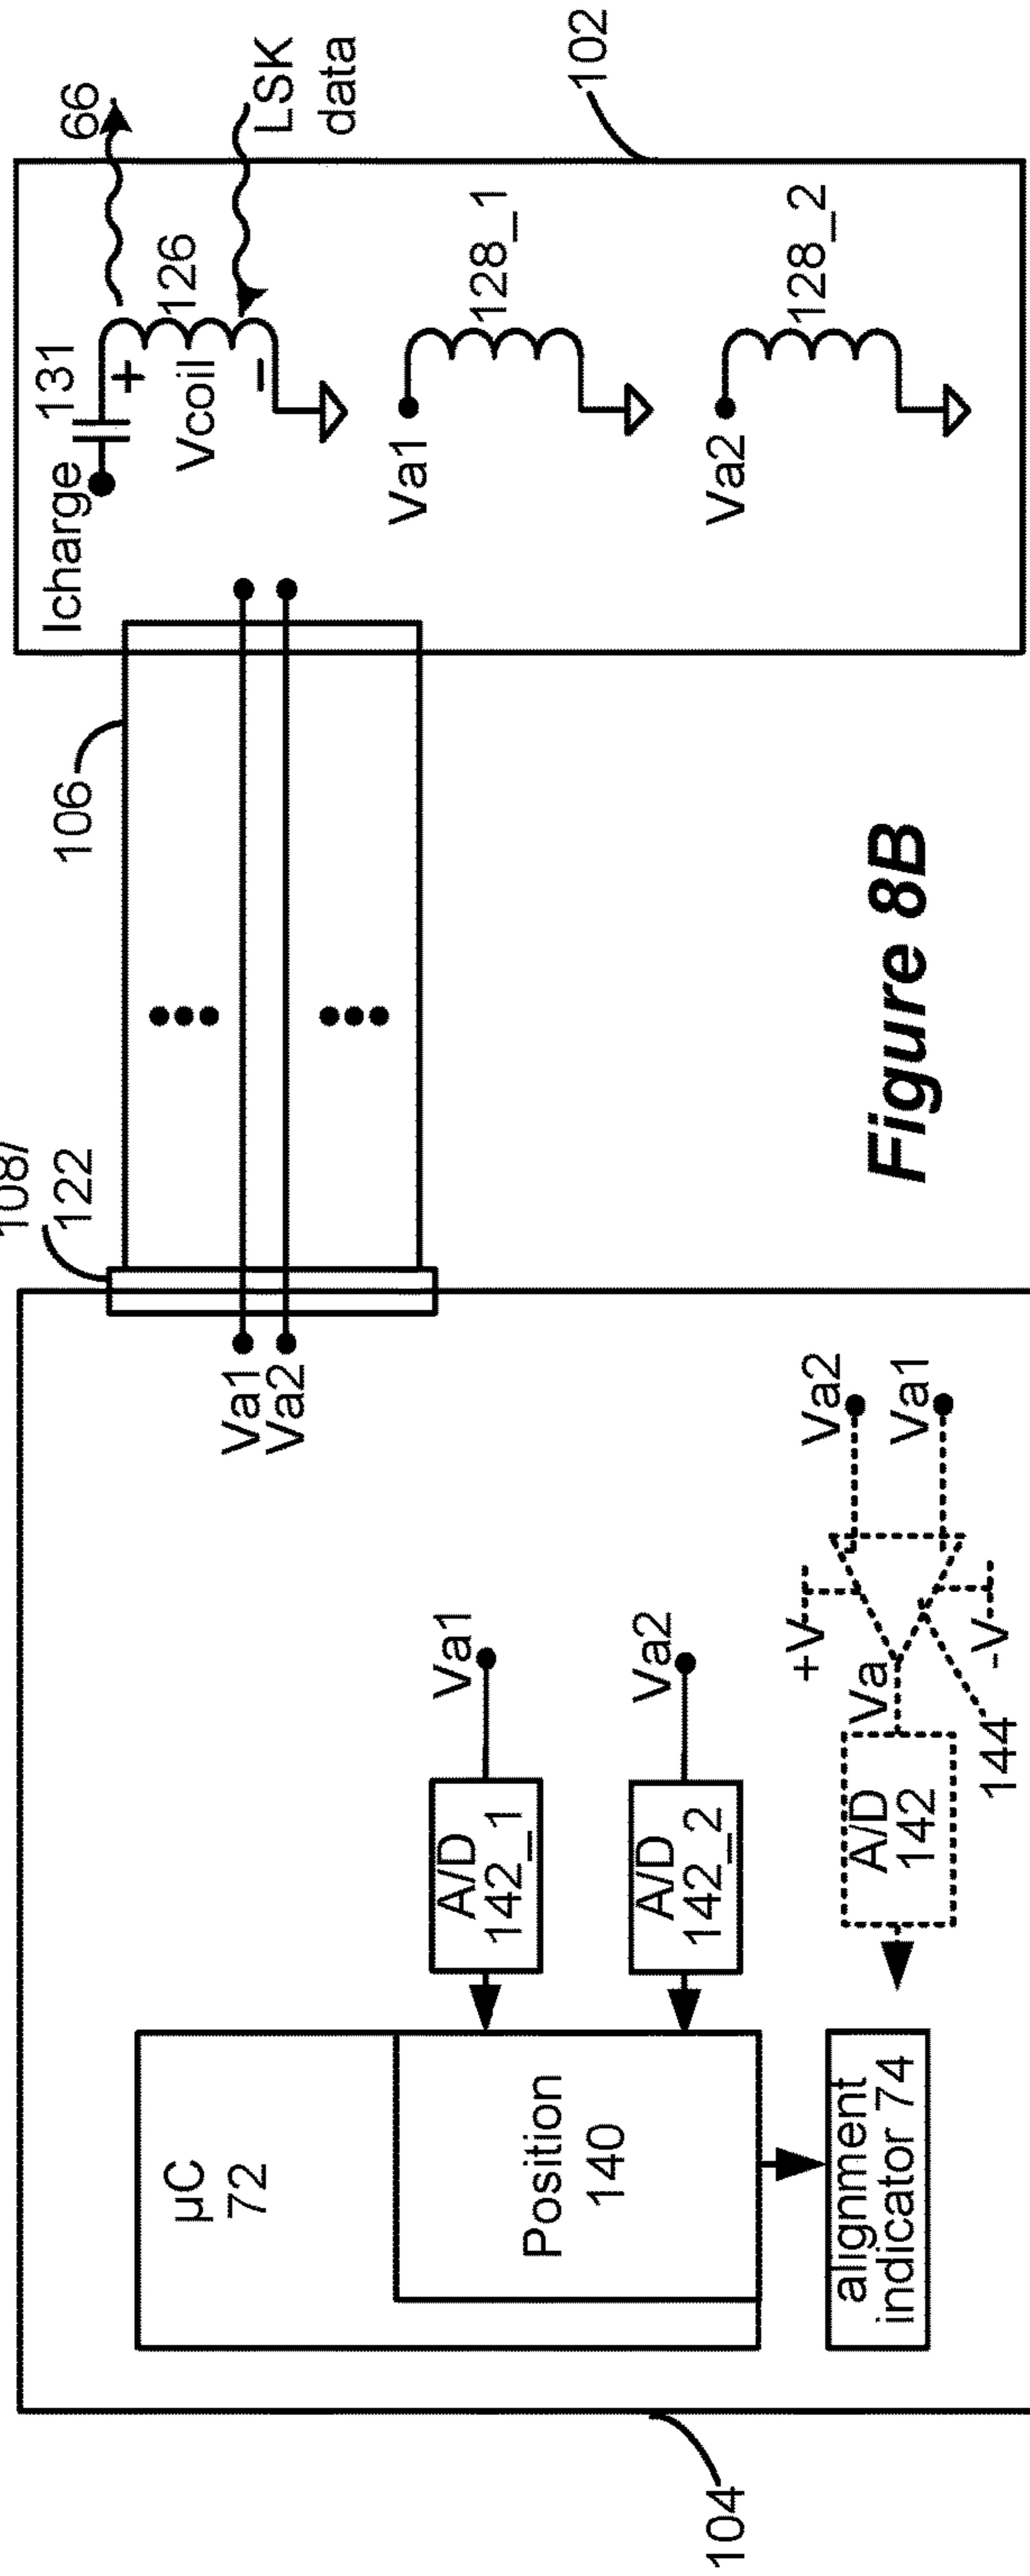 108/
122
106
Icharge
131
+
Vcoil
−
126
66
LSK
data
Va1
Va2
Va1
128_1
Va2
128_2
102
µC
72
Position
140
A/D
142_1
Va1
A/D
142_2
Va2
alignment
indicator 74
A/D
142
Va
+V
-V
144
Va2
Va1
104
Figure 8B